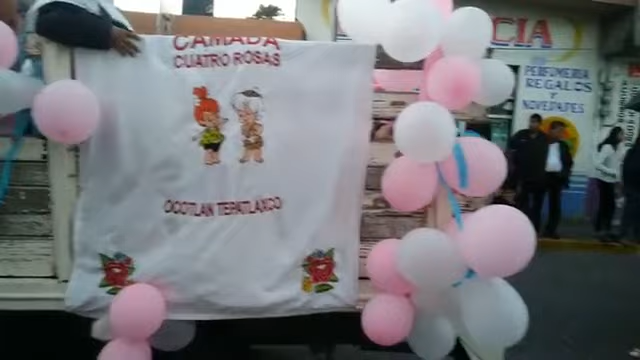 CAMADA
CUATRO ROSAS
OCOTLAN TEPATLAXCO
CIA
PERFUMERIA
REGALOS
Y
NOVEDADES